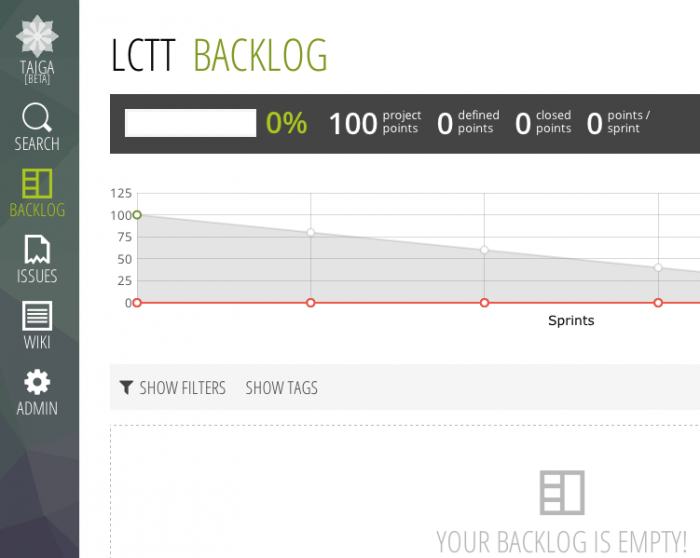 TAIGA
[BETA]
SEARCH
BACKLOG
ISSUES
WIKI
ADMIN
LCTT BACKLOG
0% 100 project points 0 defined points 0 closed points 0 points / sprint
125
100
75
50
25
0
Sprints
SHOW FILTERS SHOW TAGS
YOUR BACKLOG IS EMPTY!